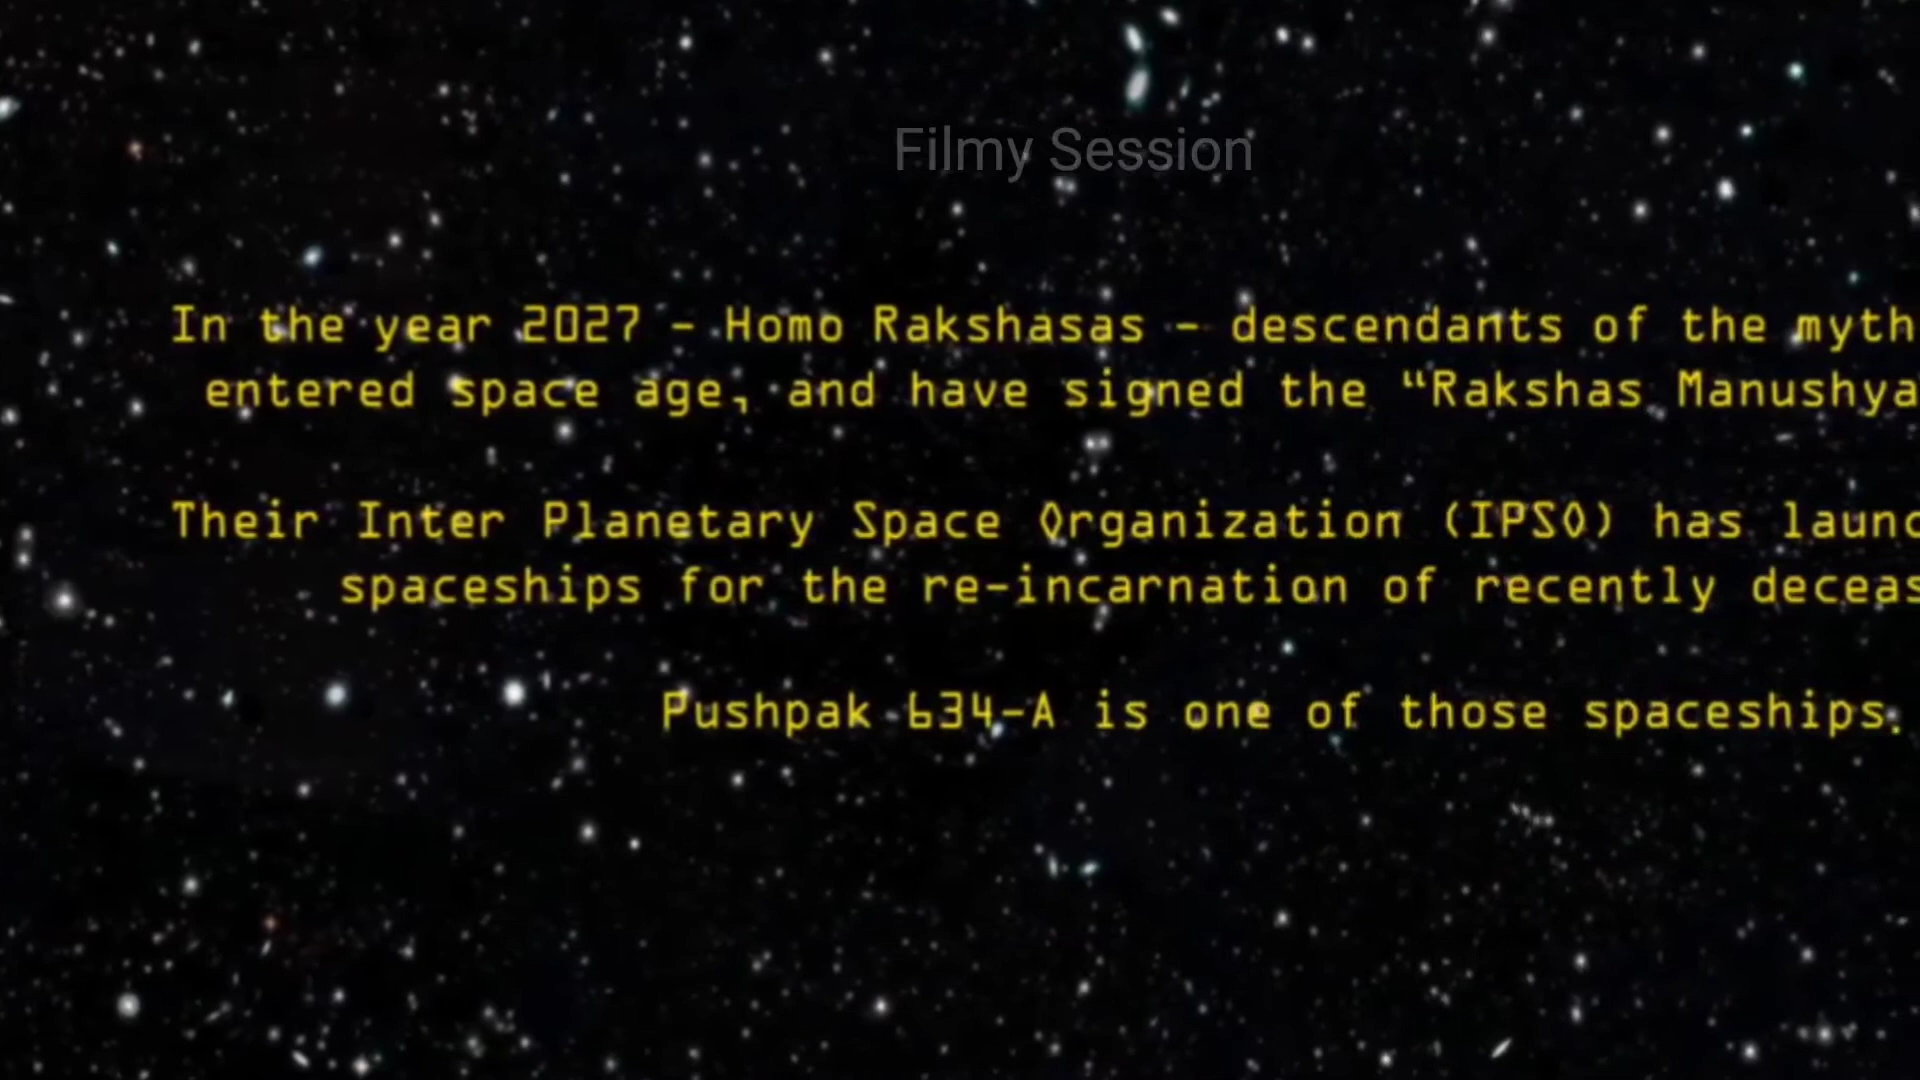 Filmy Session
In the year 2027 – Homo Rakshasas – descendants of the myth
entered space age, and have signed the “Rakshas Manushya
Their Inter Planetary Space Organization (IPSO) has launc
spaceships for the re-incarnation of recently deceas
Pushpak 634-A is one of those spaceships.